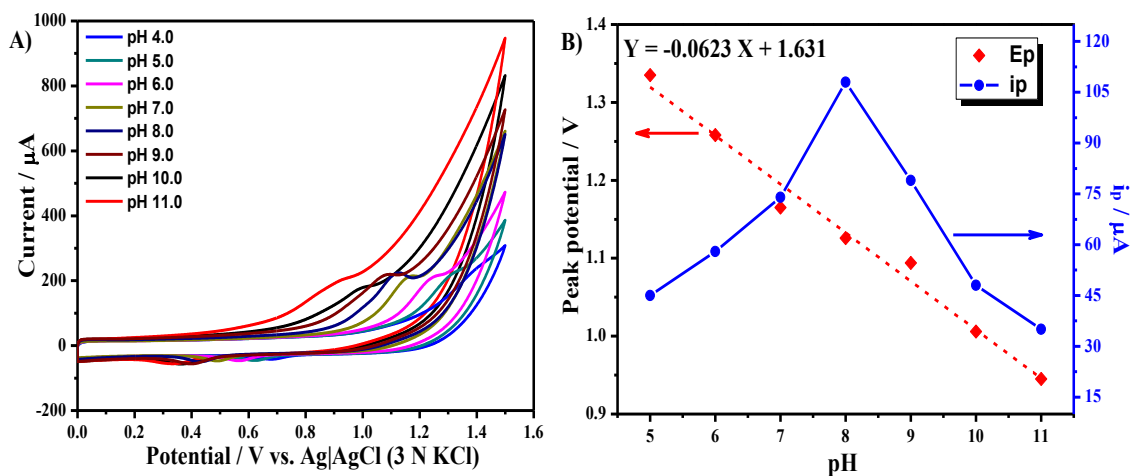 A)
1000
800
600
400
200
0
-200
Current / µA
pH 4.0
pH 5.0
pH 6.0
pH 7.0
pH 8.0
pH 9.0
pH 10.0
pH 11.0
0.0 0.2 0.4 0.6 0.8 1.0 1.2 1.4 1.6
Potential / V vs. Ag|AgCl (3 N KCl)
B)
Y = -0.0623 X + 1.631
Ep
ip
1.4
1.3
1.2
1.1
1.0
0.9
Peak potential / V
5 6 7 8 9 10 11
pH
120
105
90
75
60
45
30
15
ip / µA